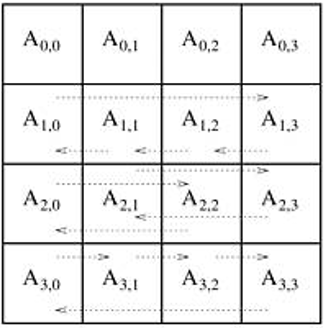 A0,0 A0,1 A0,2 A0,3
A1,0 A1,1 A1,2 A1,3
A2,0 A2,1 A2,2 A2,3
A3,0 A3,1 A3,2 A3,3